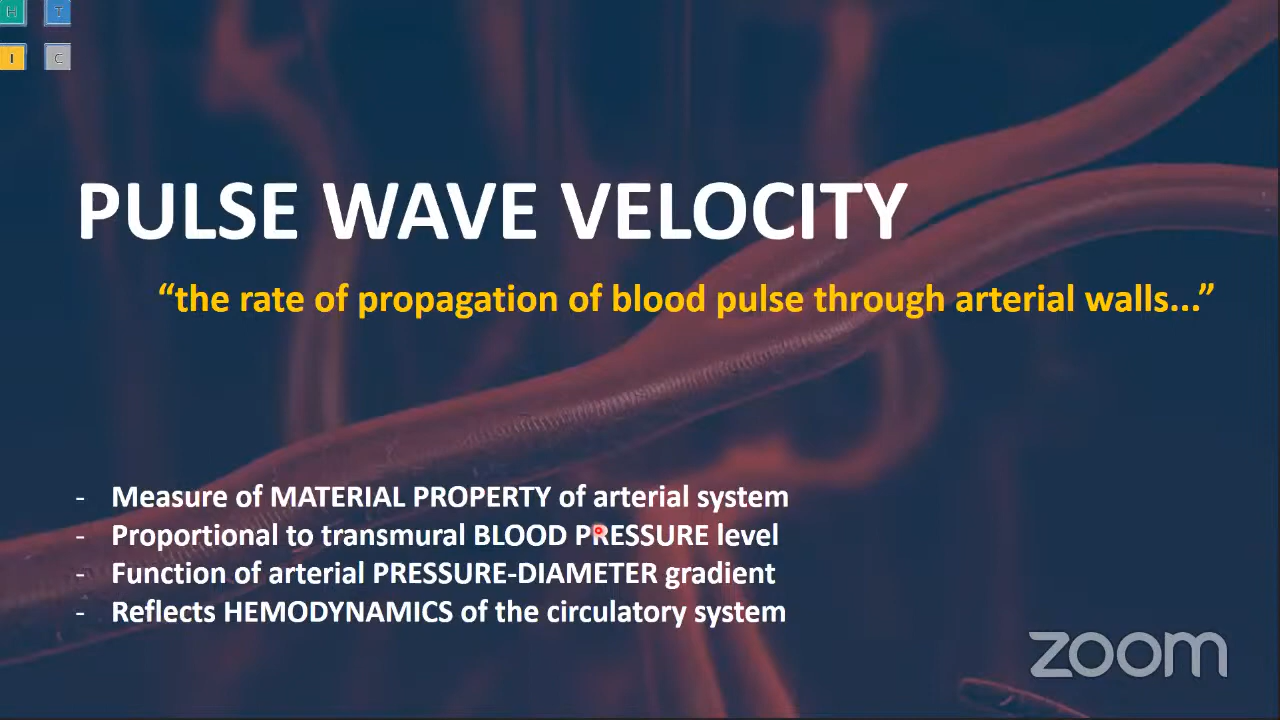 H T
I C
PULSE WAVE VELOCITY
“the rate of propagation of blood pulse through arterial walls...”
- Measure of MATERIAL PROPERTY of arterial system
- Proportional to transmural BLOOD PRESSURE level
- Function of arterial PRESSURE-DIAMETER gradient
- Reflects HEMODYNAMICS of the circulatory system
zoom